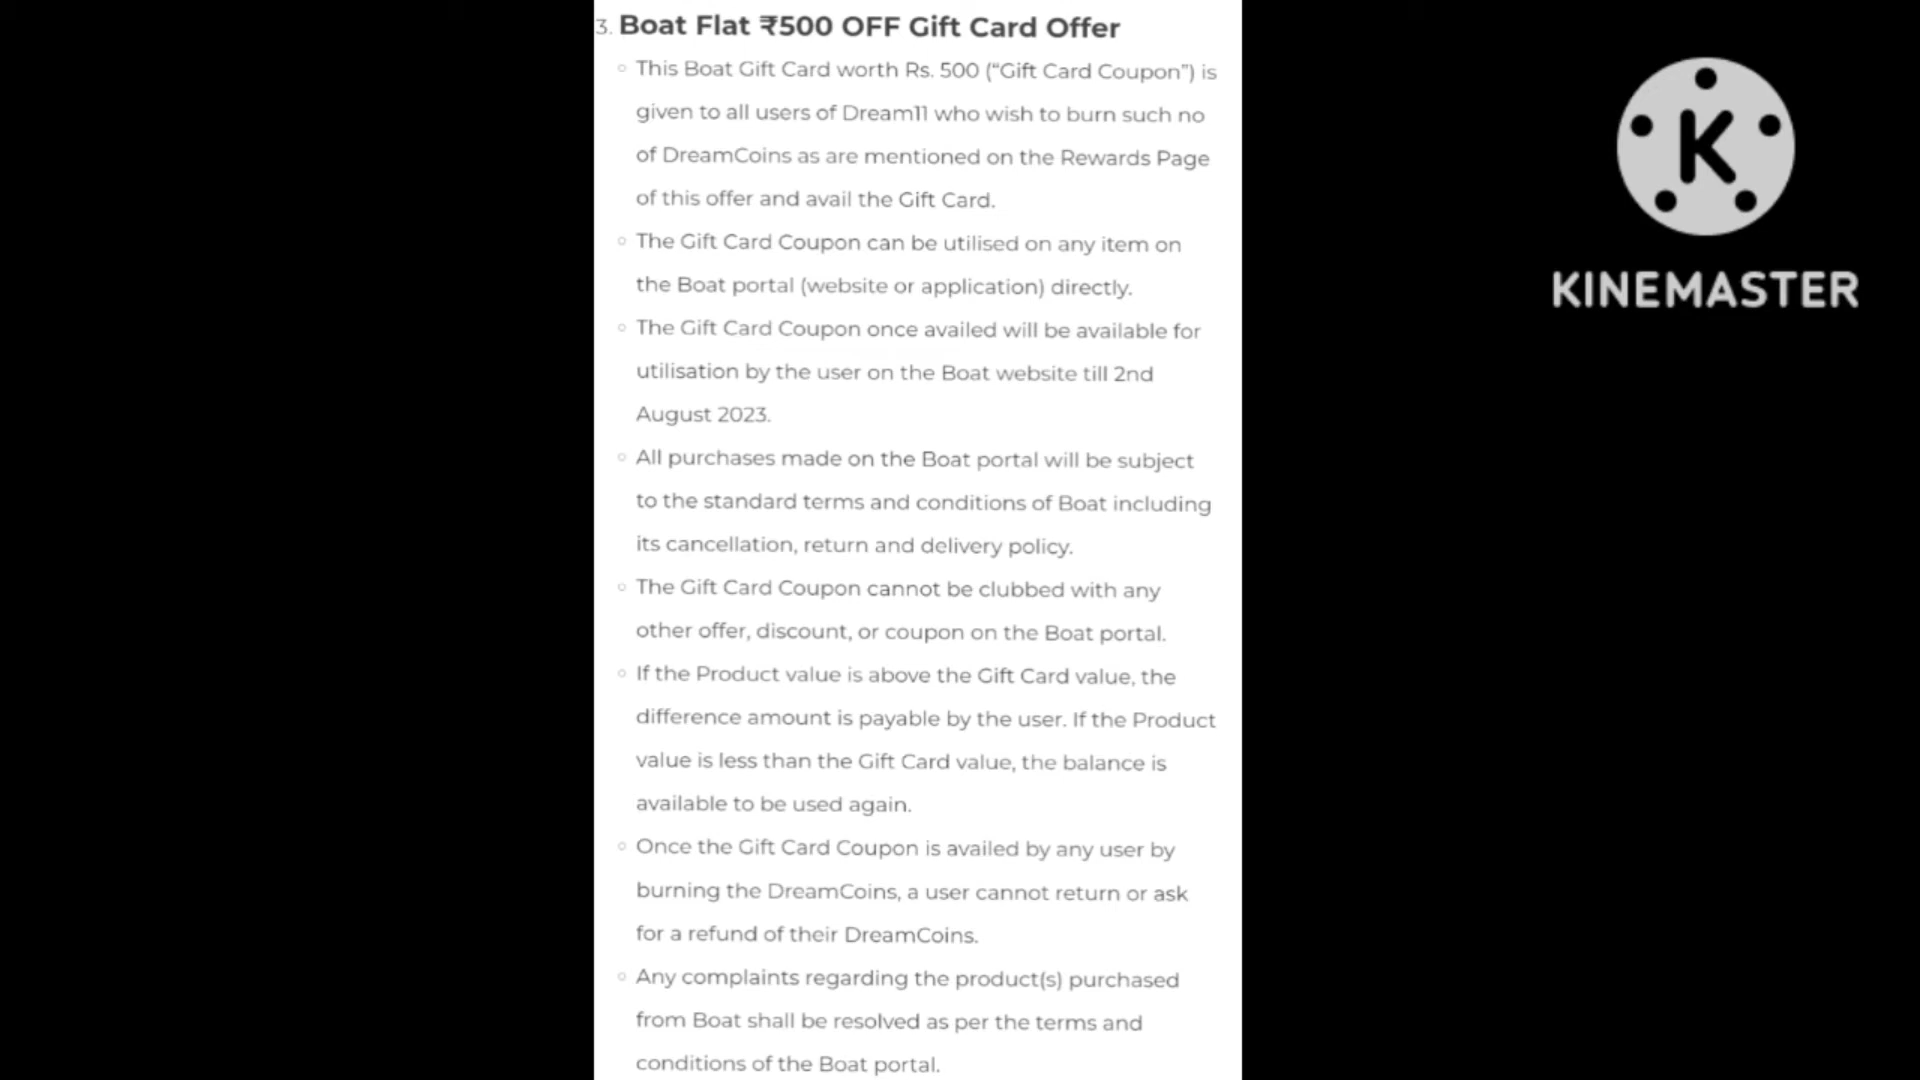 3. Boat Flat ₹500 OFF Gift Card Offer
○ This Boat Gift Card worth Rs. 500 (“Gift Card Coupon”) is
given to all users of Dream11 who wish to burn such no
of DreamCoins as are mentioned on the Rewards Page
of this offer and avail the Gift Card.
○ The Gift Card Coupon can be utilised on any item on
the Boat portal (website or application) directly.
○ The Gift Card Coupon once availed will be available for
utilisation by the user on the Boat website till 2nd
August 2023.
○ All purchases made on the Boat portal will be subject
to the standard terms and conditions of Boat including
its cancellation, return and delivery policy.
○ The Gift Card Coupon cannot be clubbed with any
other offer, discount, or coupon on the Boat portal.
○ If the Product value is above the Gift Card value, the
difference amount is payable by the user. If the Product
value is less than the Gift Card value, the balance is
available to be used again.
○ Once the Gift Card Coupon is availed by any user by
burning the DreamCoins, a user cannot return or ask
for a refund of their DreamCoins.
○ Any complaints regarding the product(s) purchased
from Boat shall be resolved as per the terms and
conditions of the Boat portal.
K
KINEMASTER